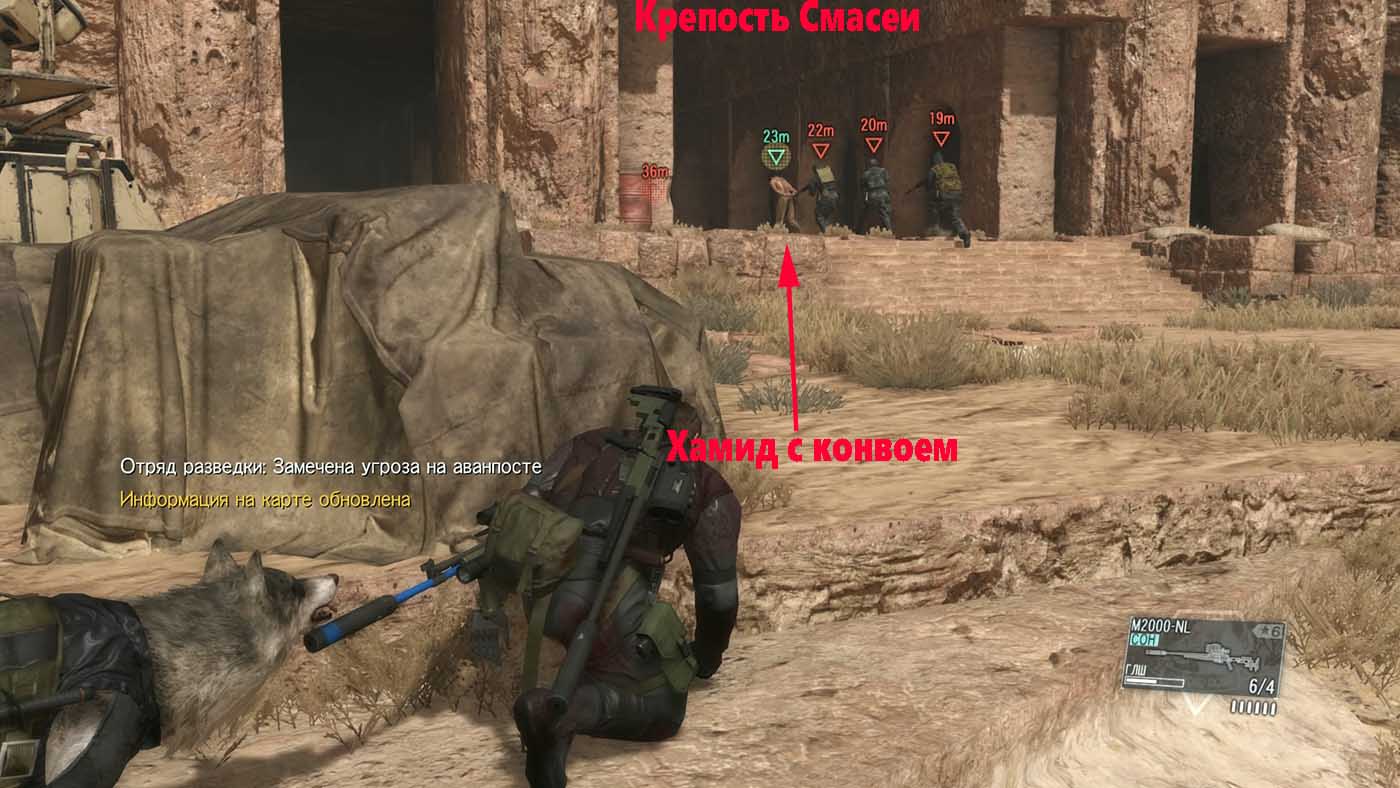 Крепость Смасеи
19m
20m
22m
23m
36m
Хамид с конвоем
Отряд разведки: Замечена угроза на аванпосте
Информация на карте обновлена
M2000-NL
★6
СОН
ГЛШ
6/4